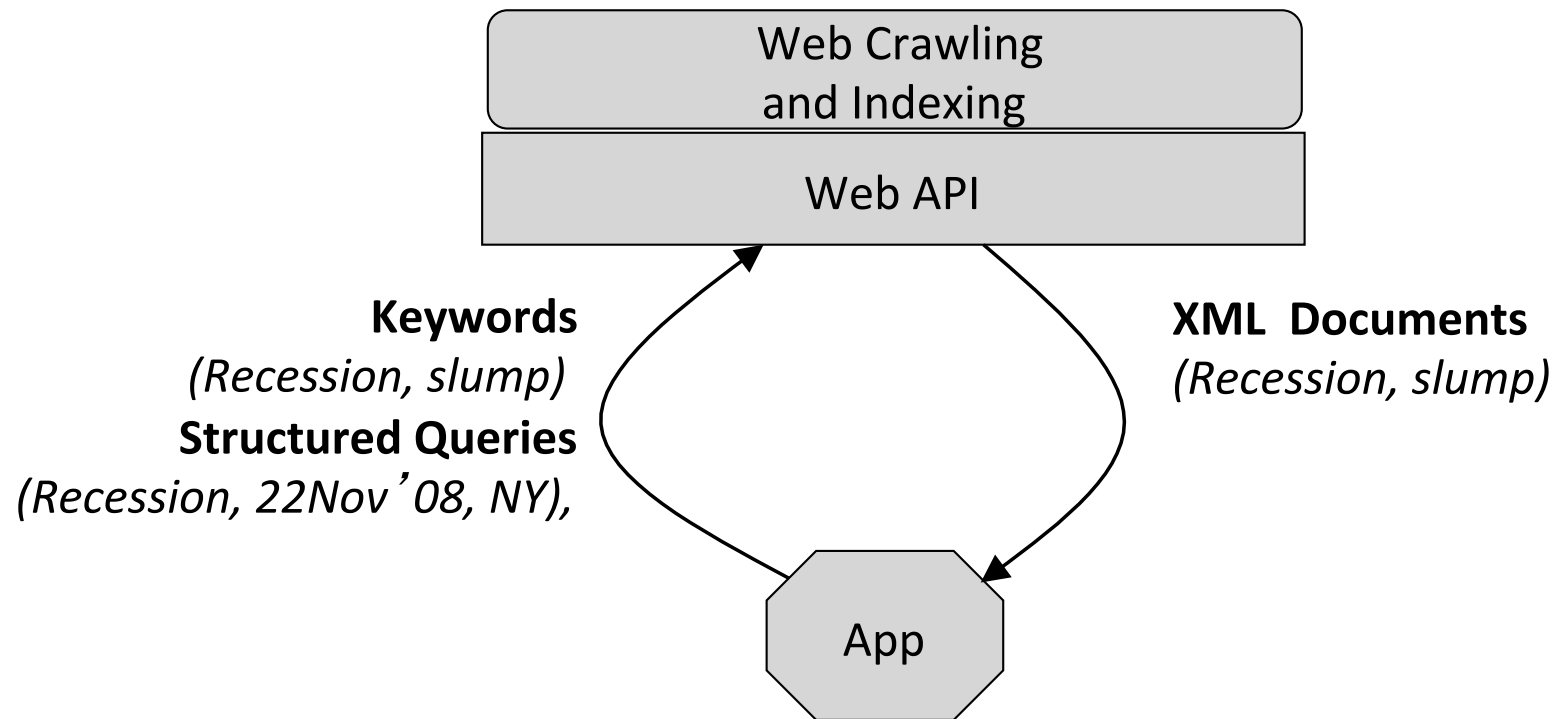 Web Crawling
and Indexing
Web API
Keywords
(Recession, slump)
Structured Queries
(Recession, 22Nov’08, NY),
XML Documents
(Recession, slump)
App